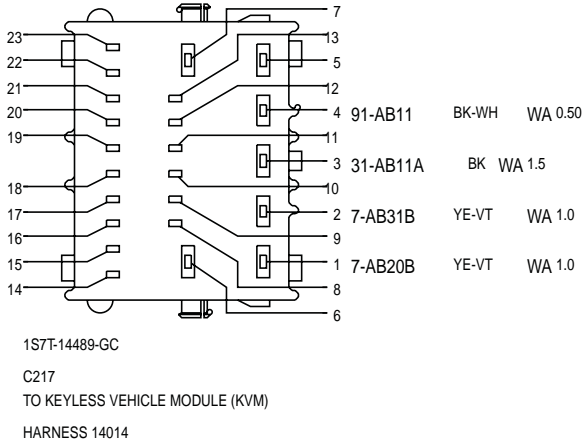 7
23
13
22
5
21
12
20
4 91-AB11 BK-WH WA 0.50
19
11
3 31-AB11A BK WA 1.5
18
10
17
2 7-AB31B YE-VT WA 1.0
16
9
15
1 7-AB20B YE-VT WA 1.0
14
8
6
1S7T-14489-GC
C217
TO KEYLESS VEHICLE MODULE (KVM)
HARNESS 14014